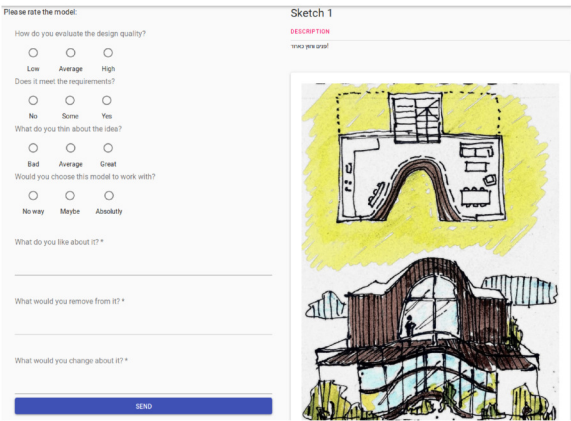 Please rate the model:
How do you evaluate the design quality?
Low Average High
Does it meet the requirements?
No Some Yes
What do you thin about the idea?
Bad Average Great
Would you choose this model to work with?
No way Maybe Absolutly
What do you like about it? *
What would you remove from it? *
What would you change about it? *
SEND
Sketch 1
DESCRIPTION